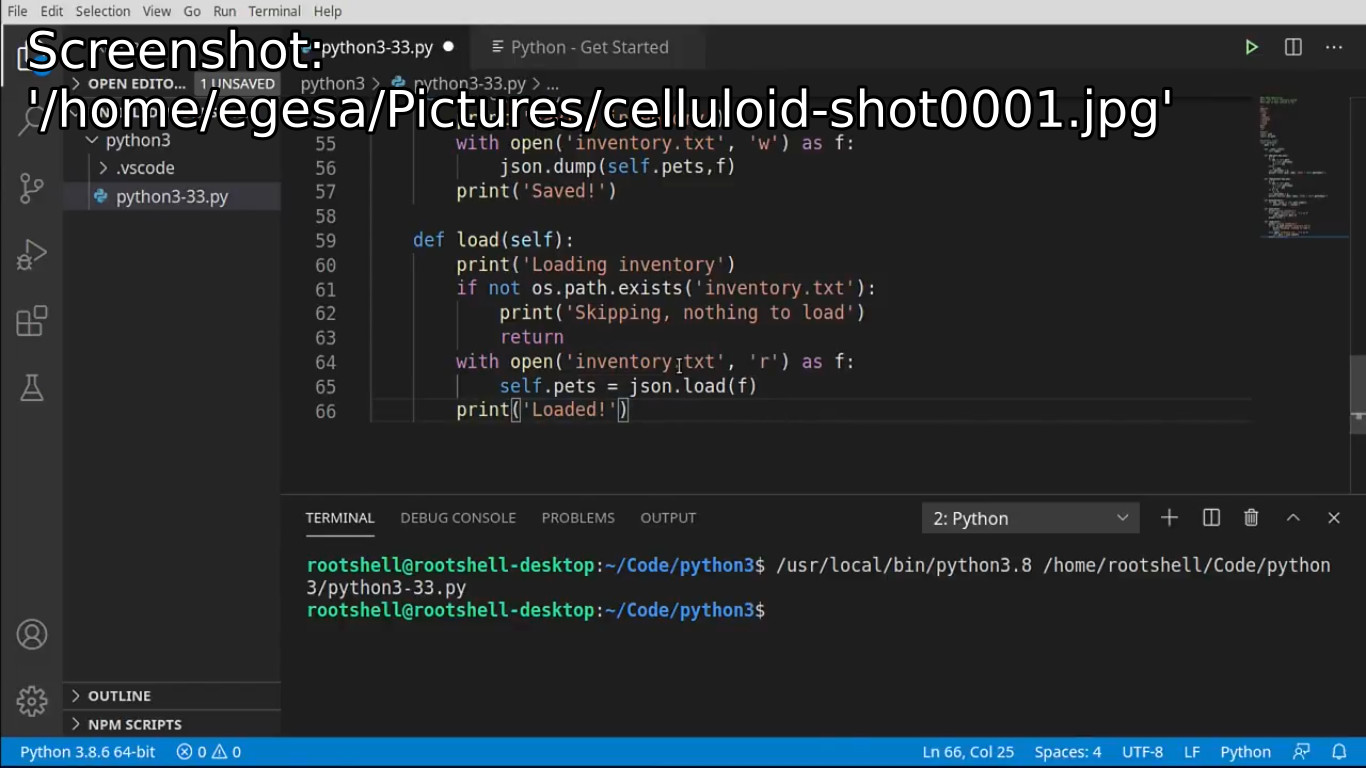 File Edit Selection View Go Run Terminal Help
Screenshot:
'/home/egesa/Pictures/celluloid-shot0001.jpg'
python3-33.py
Python - Get Started
OPEN EDITO... 1 UNSAVED
python3 > python3-33.py > ...
python3
.vscode
python3-33.py
55 with open('inventory.txt', 'w') as f:
56 json.dump(self.pets,f)
57 print('Saved!')
58
59 def load(self):
60 print('Loading inventory')
61 if not os.path.exists('inventory.txt'):
62 print('Skipping, nothing to load')
63 return
64 with open('inventory.txt', 'r') as f:
65 self.pets = json.load(f)
66 print('Loaded!')
TERMINAL DEBUG CONSOLE PROBLEMS OUTPUT 2: Python
rootshell@rootshell-desktop:~/Code/python3$ /usr/local/bin/python3.8 /home/rootshell/Code/python
3/python3-33.py
rootshell@rootshell-desktop:~/Code/python3$
OUTLINE
NPM SCRIPTS
Python 3.8.6 64-bit 0 0 Ln 66, Col 25 Spaces: 4 UTF-8 LF Python